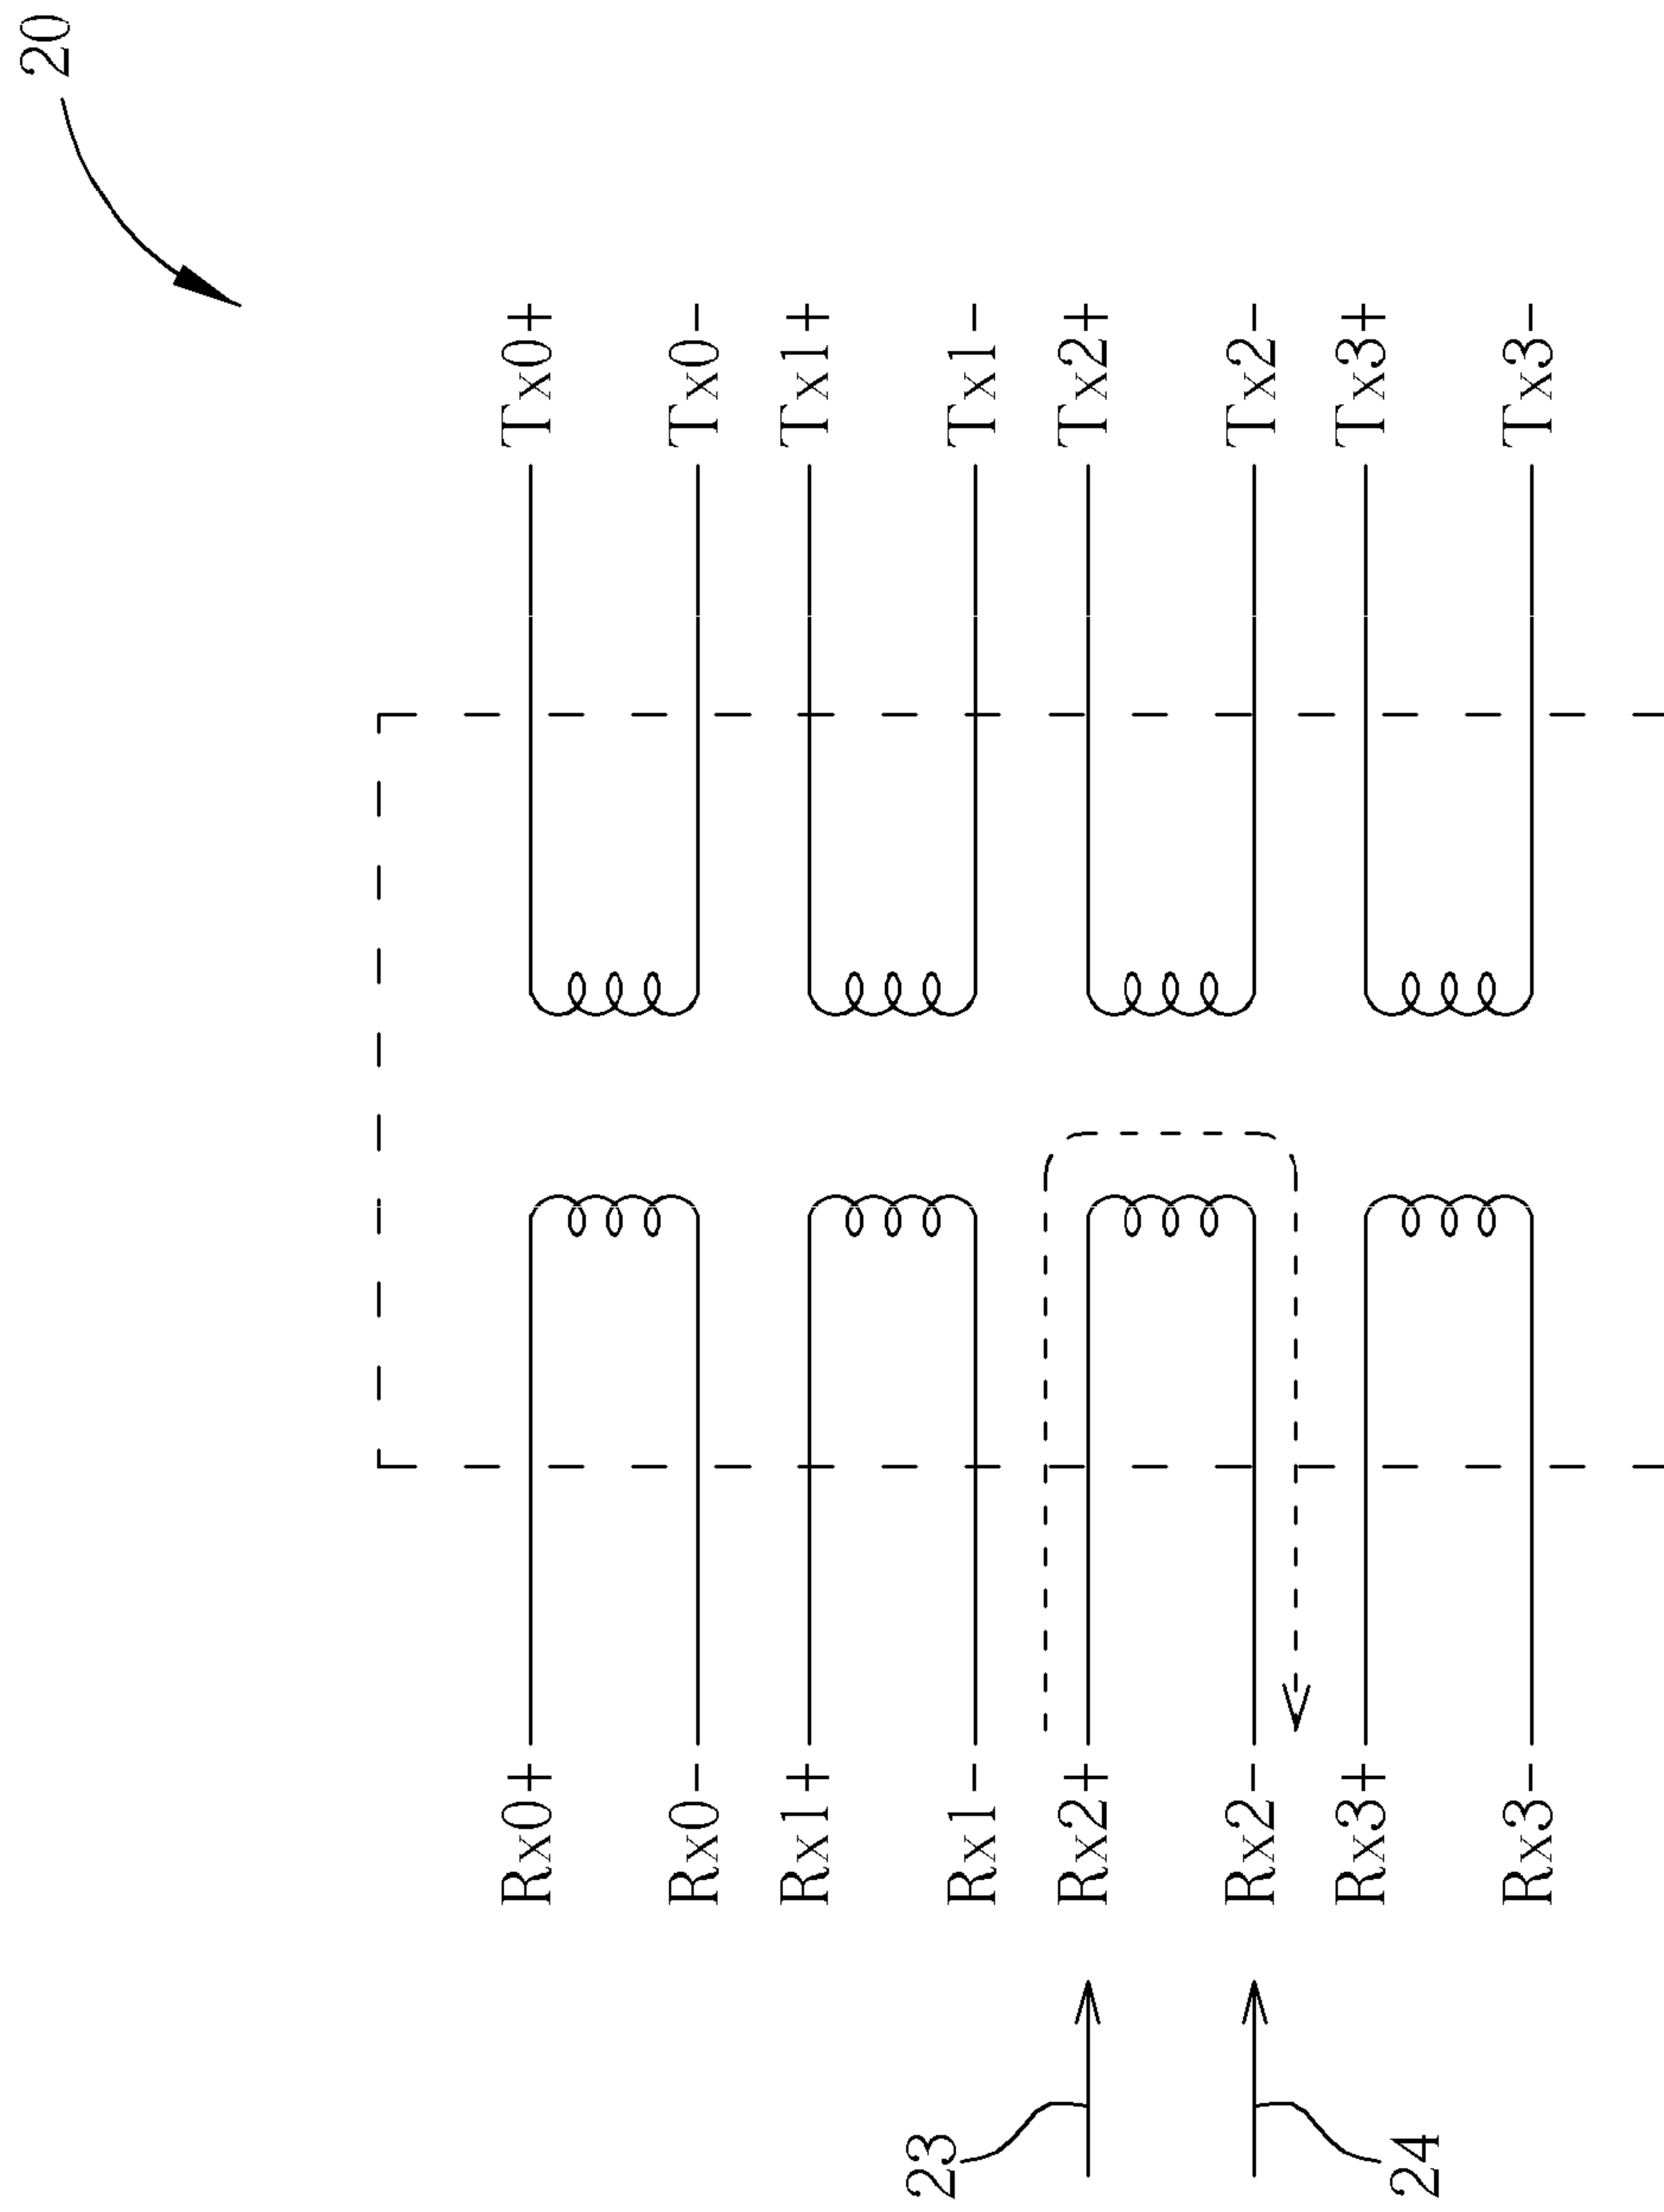 20
Tx0+
Tx0-
Tx1+
Tx1-
Tx2+
Tx2-
Tx3+
Tx3-
Rx0+
Rx0-
Rx1+
Rx1-
Rx2+
Rx2-
Rx3+
Rx3-
23
24